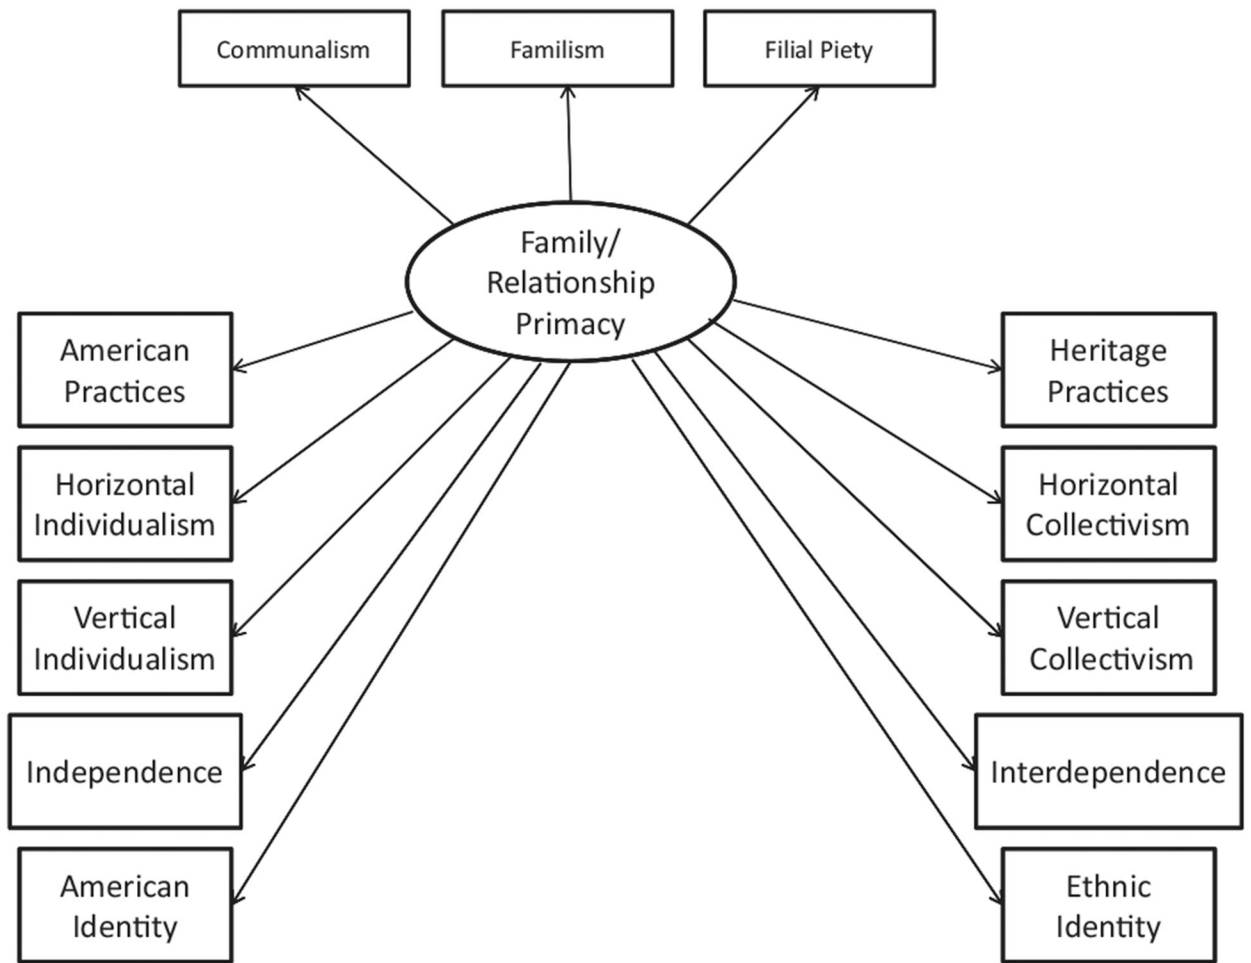 Communalism
Familism
Filial Piety
Family/
Relationship
Primacy
American
Practices
Horizontal
Individualism
Vertical
Individualism
Independence
American
Identity
Heritage
Practices
Horizontal
Collectivism
Vertical
Collectivism
Interdependence
Ethnic
Identity